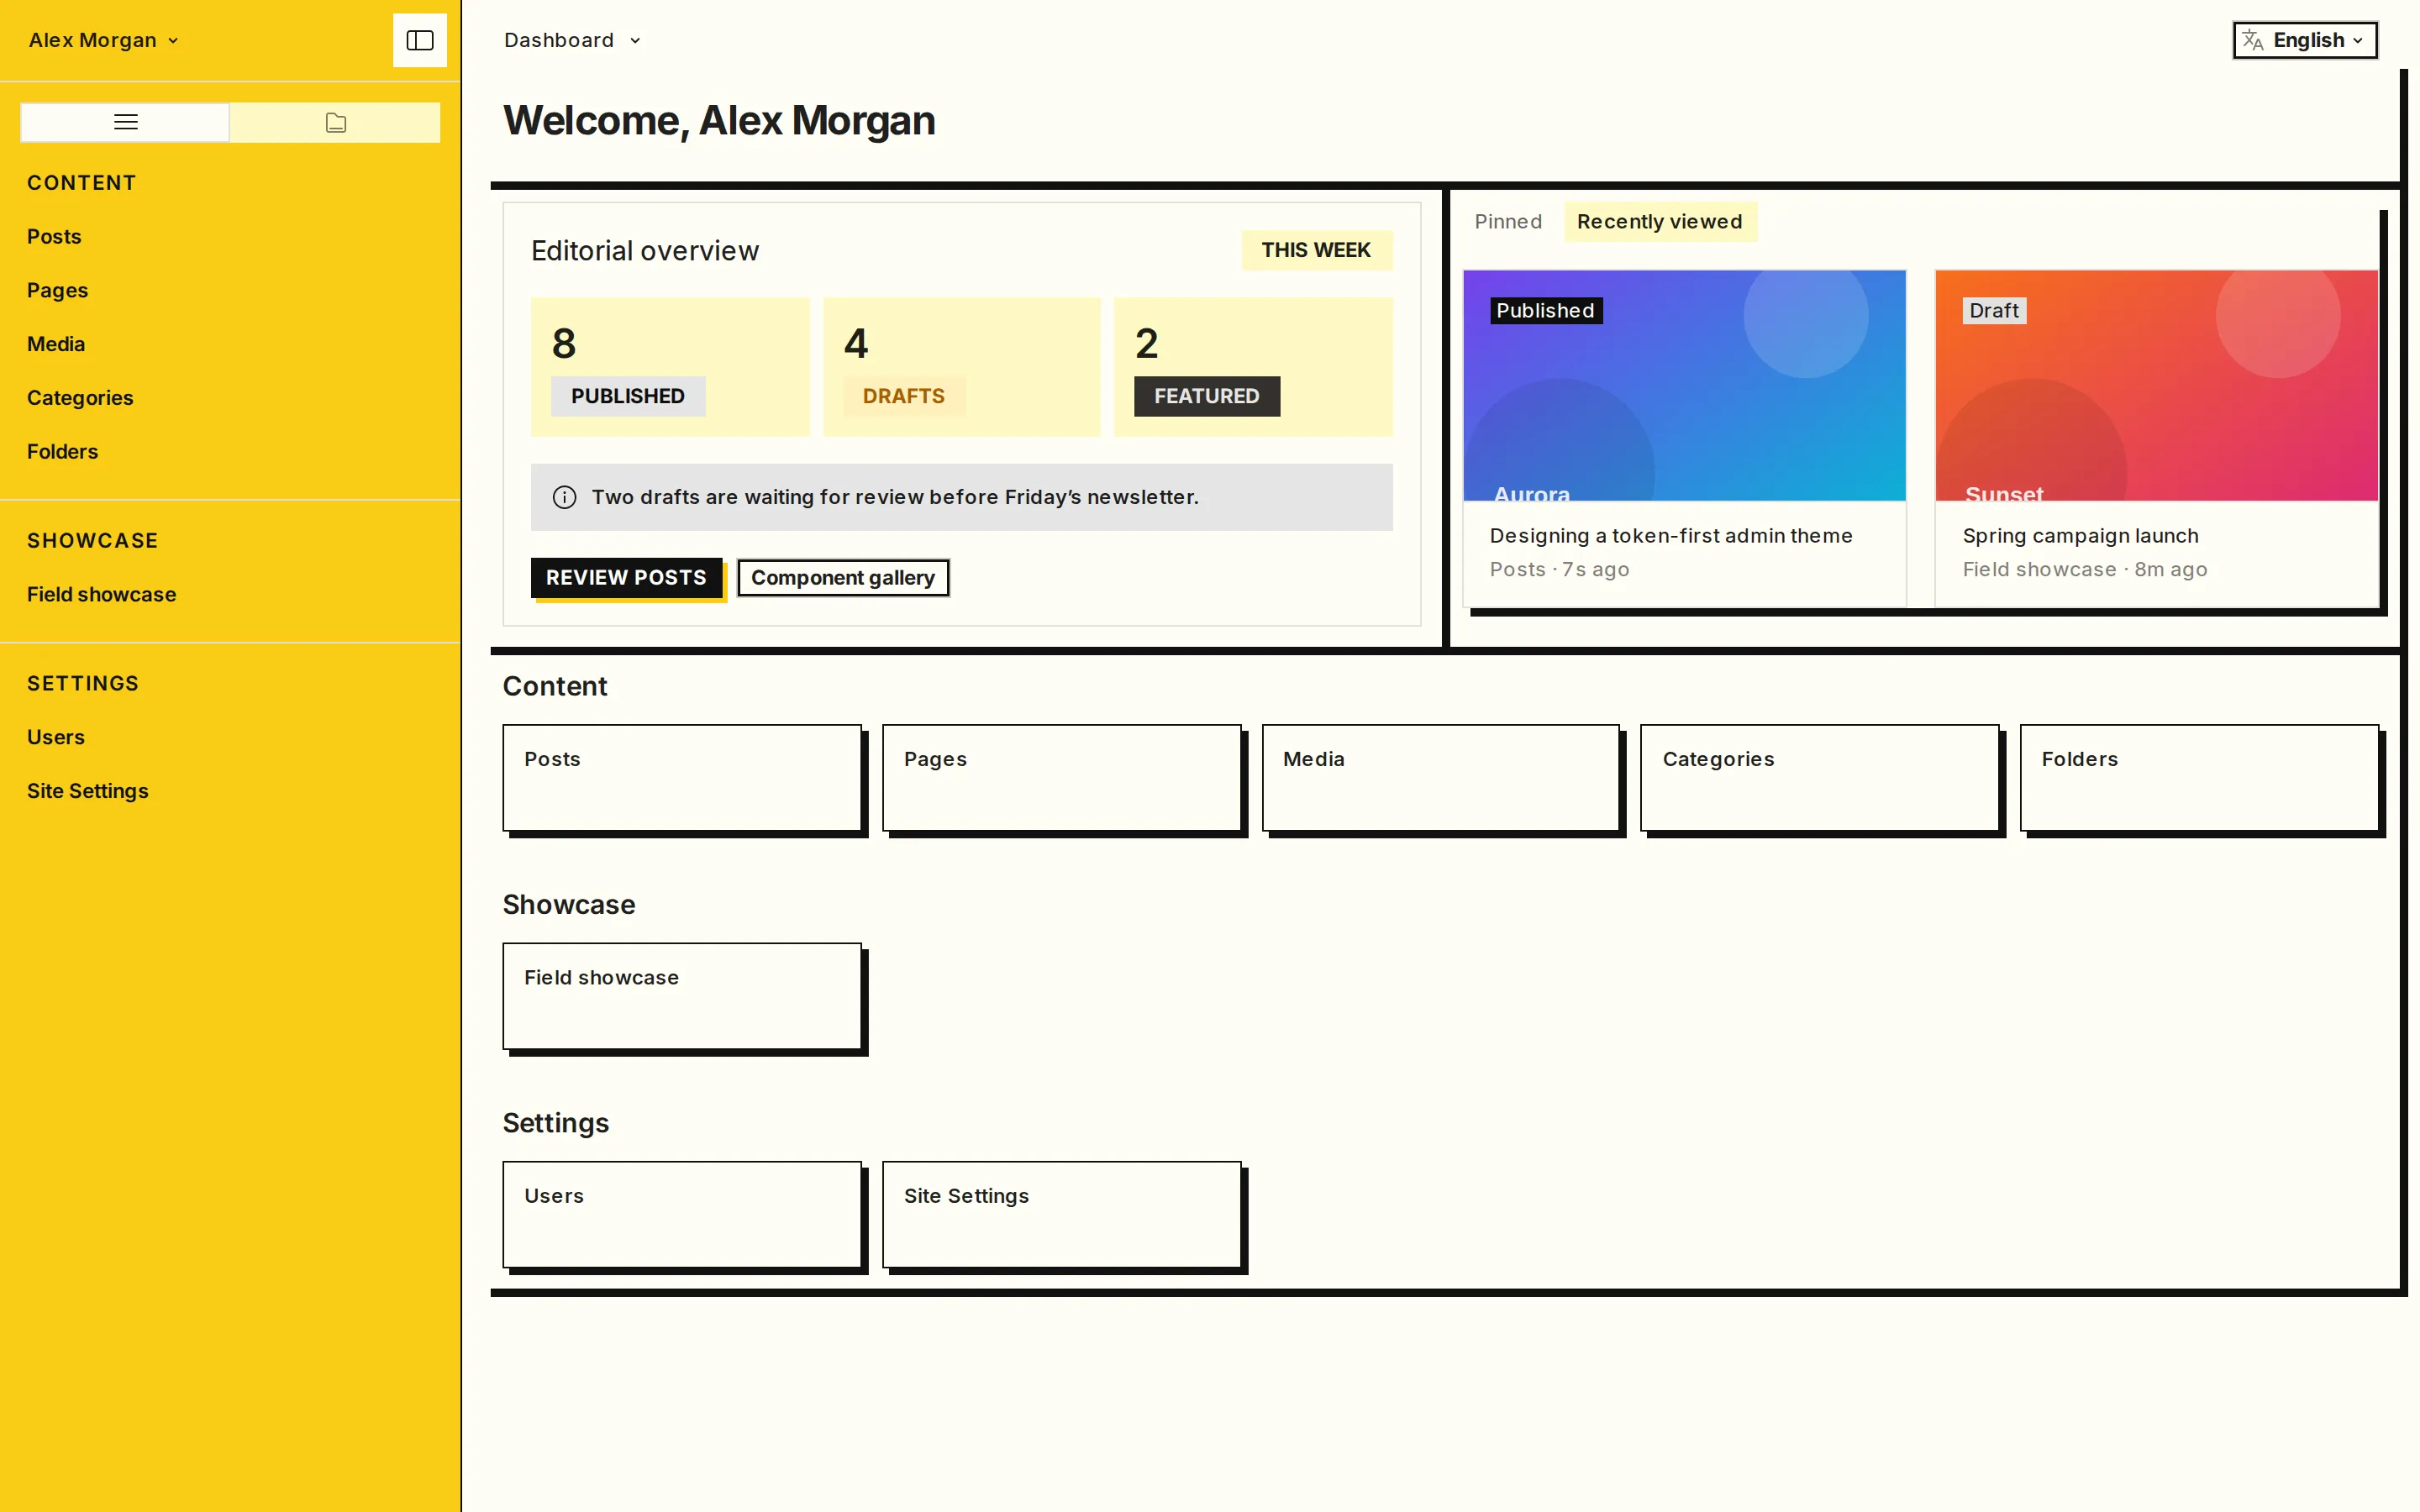 Alex Morgan
CONTENT
Posts
Pages
Media
Categories
Folders
SHOWCASE
Field showcase
SETTINGS
Users
Site Settings
Dashboard
English
Welcome, Alex Morgan
Editorial overview
THIS WEEK
8
PUBLISHED
4
DRAFTS
2
FEATURED
Two drafts are waiting for review before Friday’s newsletter.
REVIEW POSTS
Component gallery
Pinned
Recently viewed
Published
Aurora
Designing a token-first admin theme
Posts · 7s ago
Draft
Sunset
Spring campaign launch
Field showcase · 8m ago
Content
Posts
Pages
Media
Categories
Folders
Showcase
Field showcase
Settings
Users
Site Settings